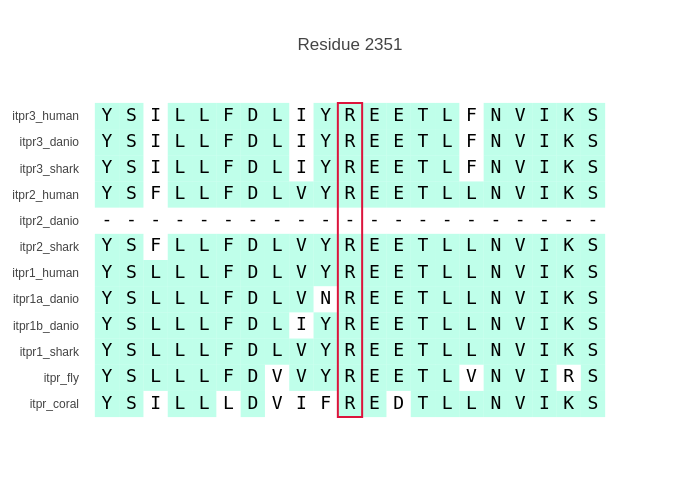 Residue 2351
itpr3_human Y S I L L F D L I Y R E E T L F N V I K S
itpr3_danio Y S I L L F D L I Y R E E T L F N V I K S
itpr3_shark Y S I L L F D L I Y R E E T L F N V I K S
itpr2_human Y S F L L F D L V Y R E E T L L N V I K S
itpr2_danio - - - - - - - - - - - - - - - - - - - - -
itpr2_shark Y S F L L F D L V Y R E E T L L N V I K S
itpr1_human Y S L L L F D L V Y R E E T L L N V I K S
itpr1a_danio Y S L L L F D L V N R E E T L L N V I K S
itpr1b_danio Y S L L L F D L I Y R E E T L L N V I K S
itpr1_shark Y S L L L F D L V Y R E E T L L N V I K S
itpr_fly Y S L L L F D V V Y R E E T L V N V I R S
itpr_coral Y S I L L L D V I F R E D T L L N V I K S